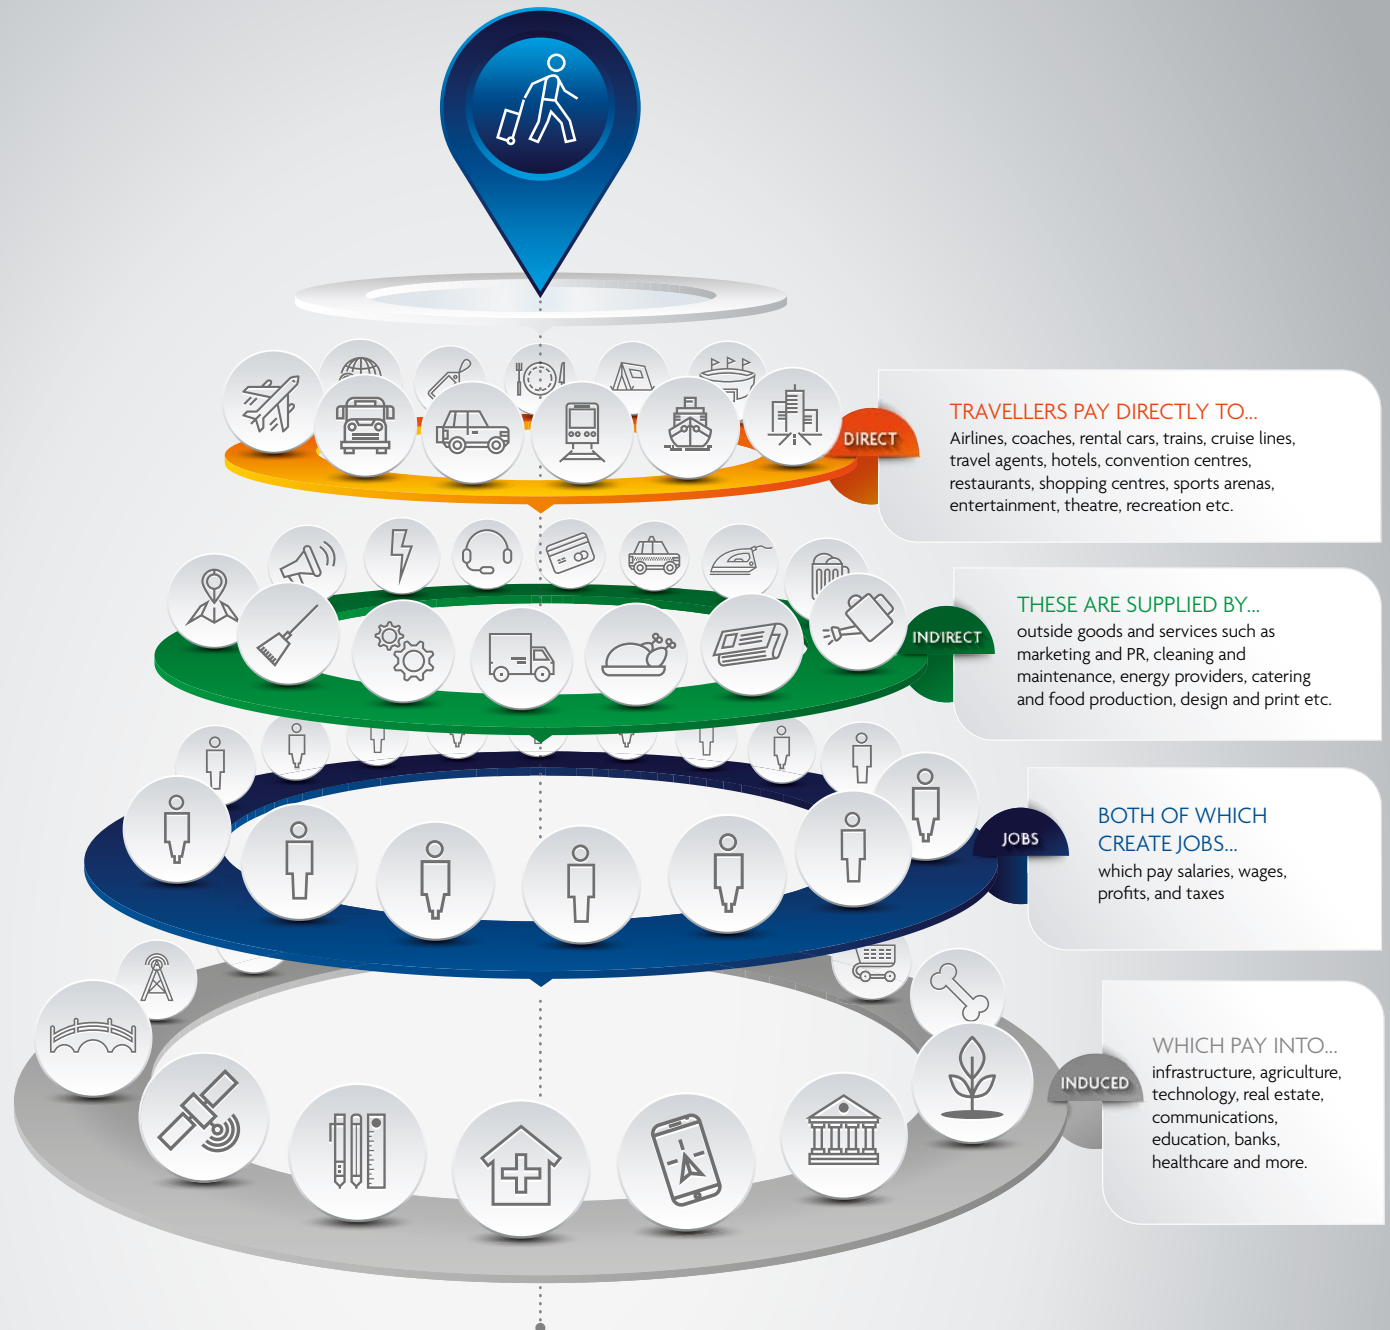 DIRECT
TRAVELLERS PAY DIRECTLY TO...
Airlines, coaches, rental cars, trains, cruise lines,
travel agents, hotels, convention centres,
restaurants, shopping centres, sports arenas,
entertainment, theatre, recreation etc.
INDIRECT
THESE ARE SUPPLIED BY...
outside goods and services such as
marketing and PR, cleaning and
maintenance, energy providers, catering
and food production, design and print etc.
JOBS
BOTH OF WHICH
CREATE JOBS...
which pay salaries, wages,
profits, and taxes
INDUCED
WHICH PAY INTO...
infrastructure, agriculture,
technology, real estate,
communications,
education, banks,
healthcare and more.